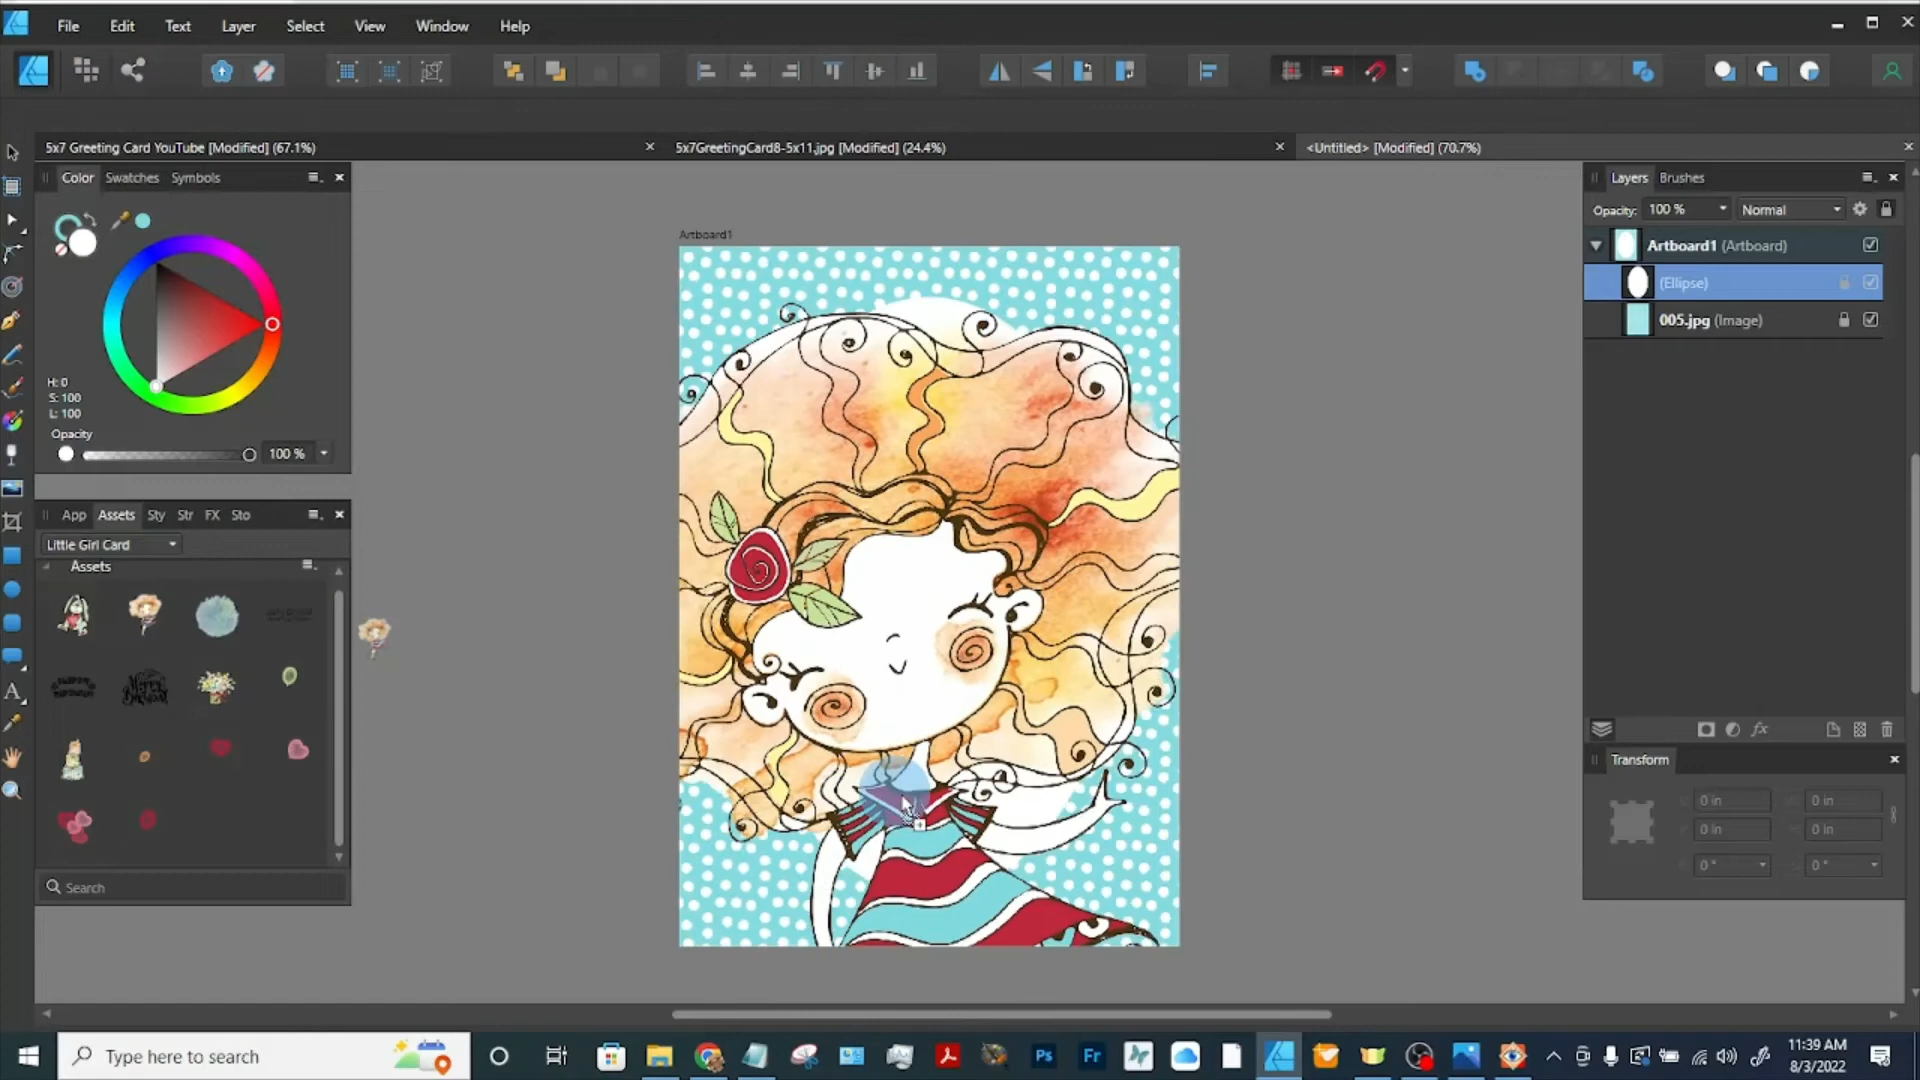 File Edit Text Layer Select View Window Help
5x7 Greeting Card YouTube [Modified] (67.1%)
5x7GreetingCard8-5x11.jpg [Modified] (24.4%)
<Untitled> [Modified] (70.7%)
Color Swatches Symbols
H: 0
S: 100
L: 100
Opacity
100 %
App Assets Sty Str FX Sto
Little Girl Card
Assets
Search
Artboard1
Layers Brushes
Opacity: 100 % Normal
Artboard1 (Artboard)
(Ellipse)
005.jpg (Image)
fx
Transform
0 in 0 in
0 in 0 in
0 ° 0 °
Type here to search
Ps
Fr
11:39 AM
8/3/2022